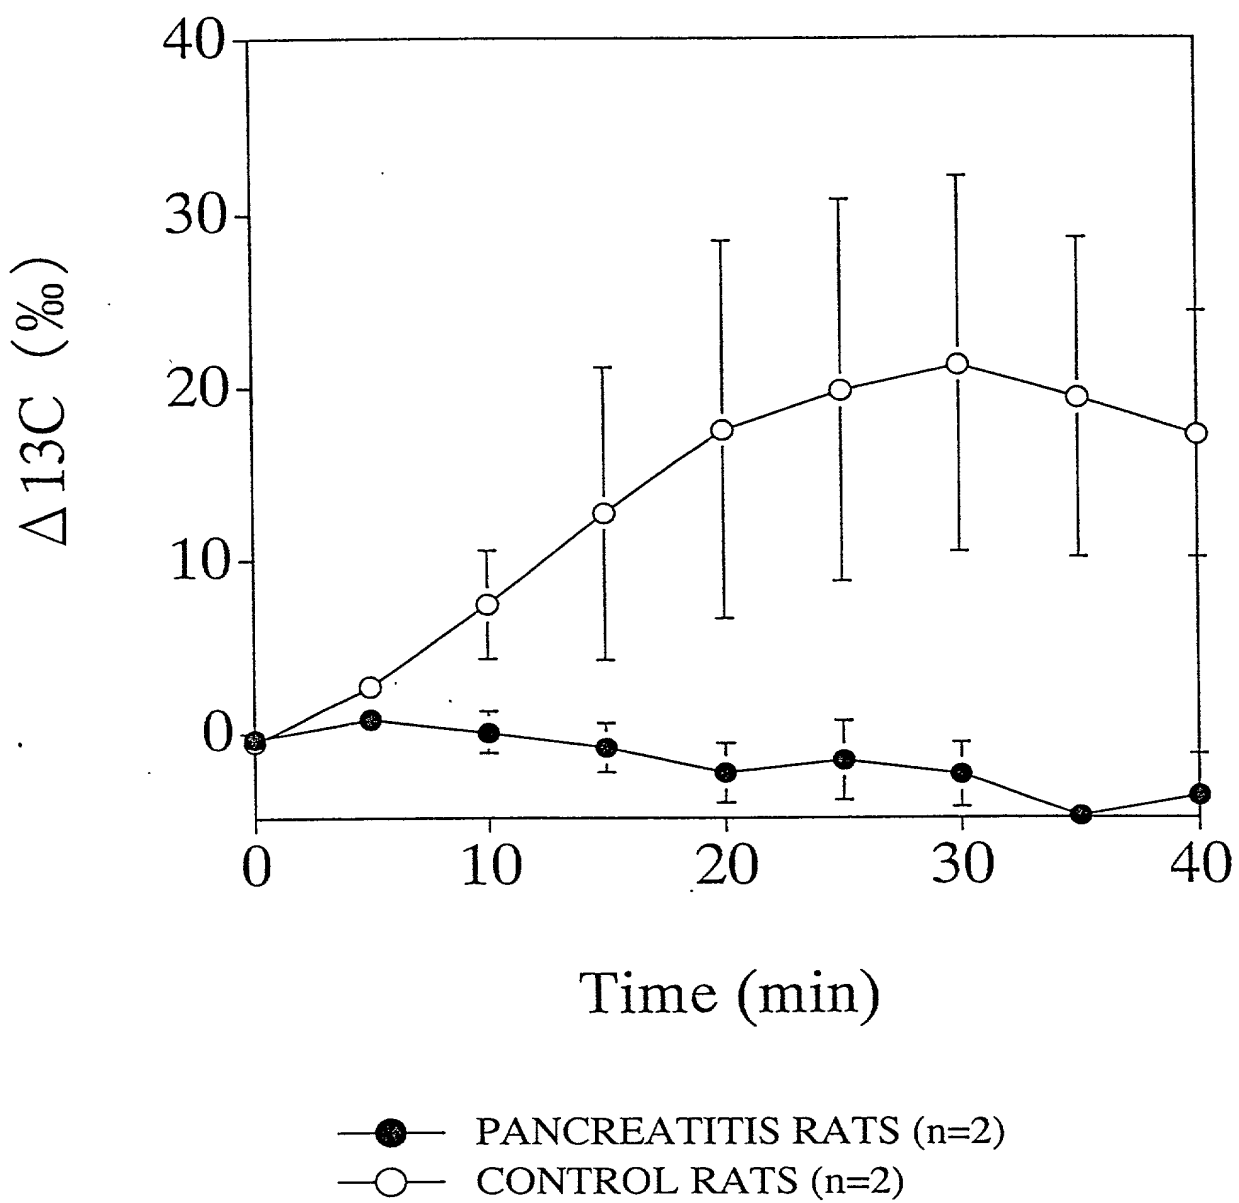 40
30
20
10
0
Δ 13C (‰)
0 10 20 30 40
Time (min)
PANCREATITIS RATS (n=2)
CONTROL RATS (n=2)